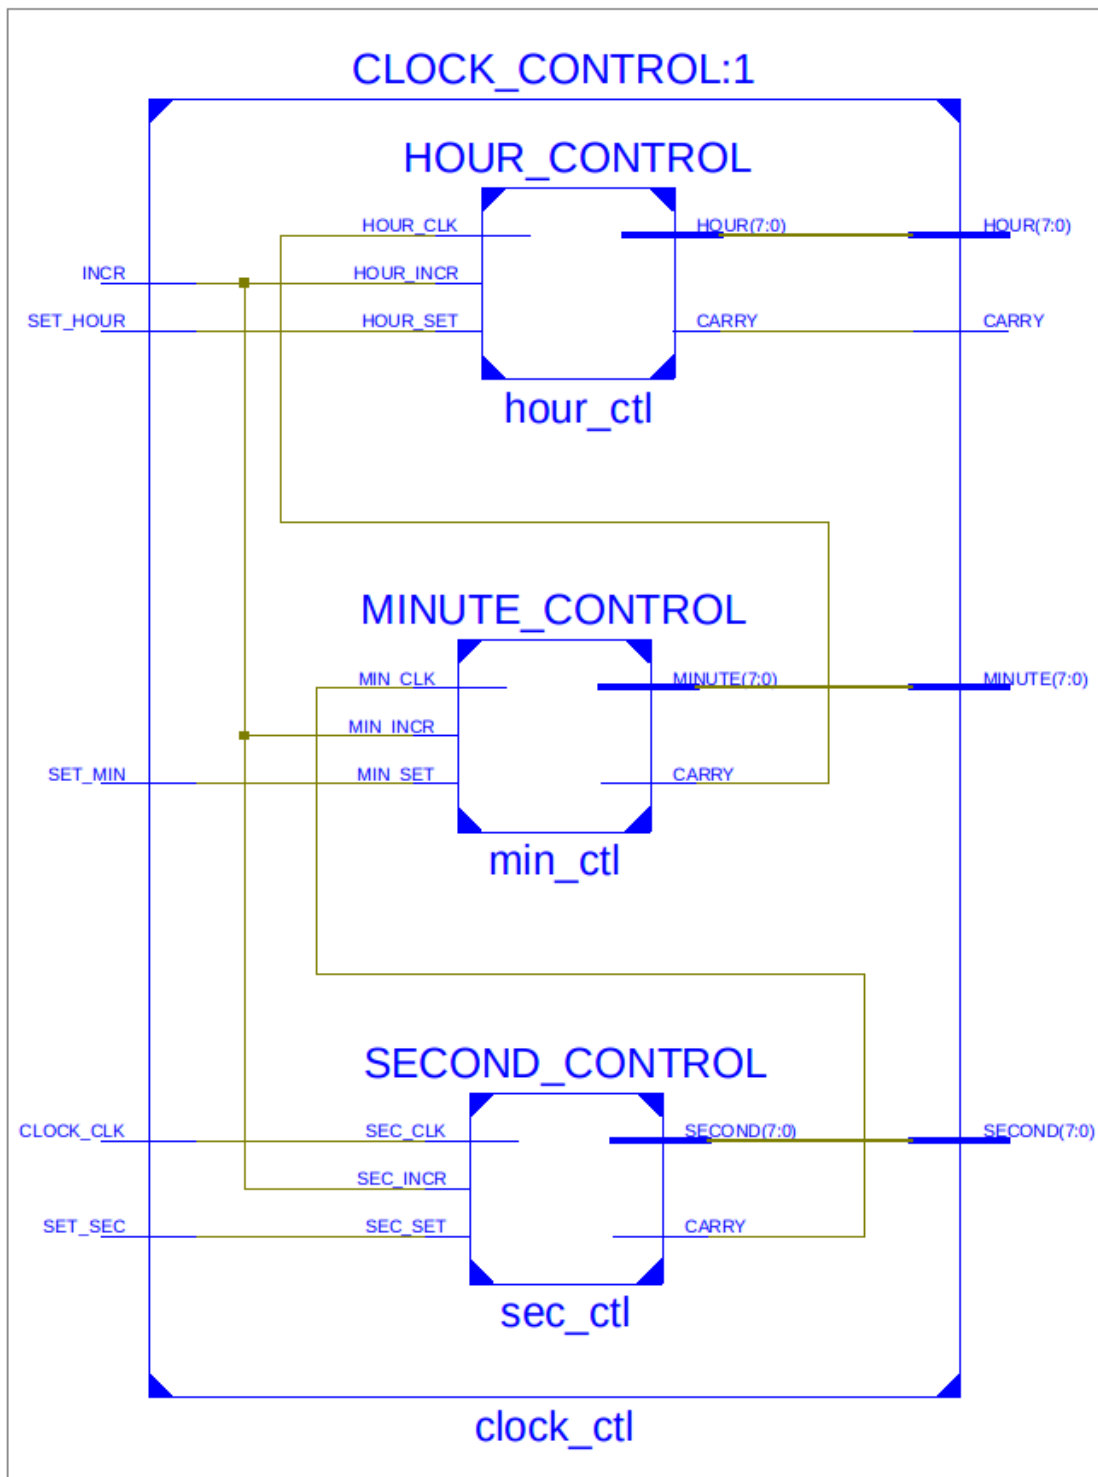 CLOCK_CONTROL:1
HOUR_CONTROL
HOUR_CLK HOUR(7:0) HOUR(7:0)
INCR HOUR_INCR
SET_HOUR HOUR_SET CARRY CARRY
hour_ctl
MINUTE_CONTROL
MIN_CLK MINUTE(7:0) MINUTE(7:0)
MIN_INCR
SET_MIN MIN_SET CARRY
min_ctl
SECOND_CONTROL
CLOCK_CLK SEC_CLK SECOND(7:0) SECOND(7:0)
SEC_INCR
SET_SEC SEC_SET CARRY
sec_ctl
clock_ctl